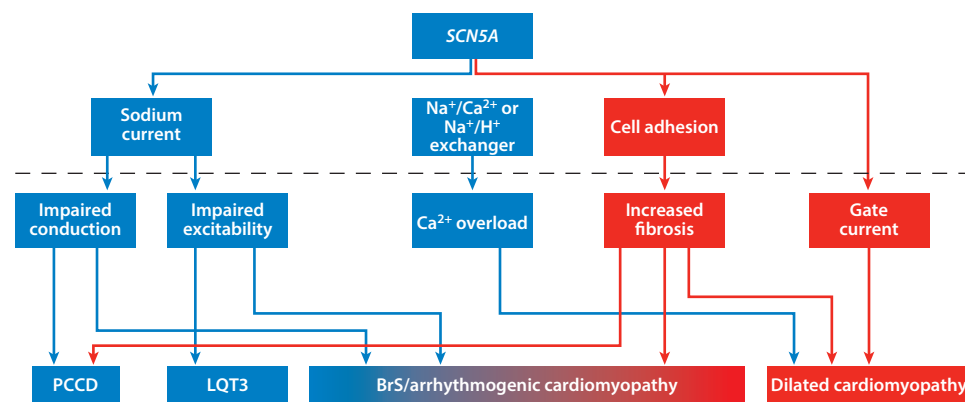 SCN5A
Sodium
current
Na⁺/Ca²⁺ or
Na⁺/H⁺
exchanger
Cell adhesion
Impaired
conduction
Impaired
excitability
Ca²⁺ overload
Increased
fibrosis
Gate
current
PCCD
LQT3
BrS/arrhythmogenic cardiomyopathy
Dilated cardiomyopathy